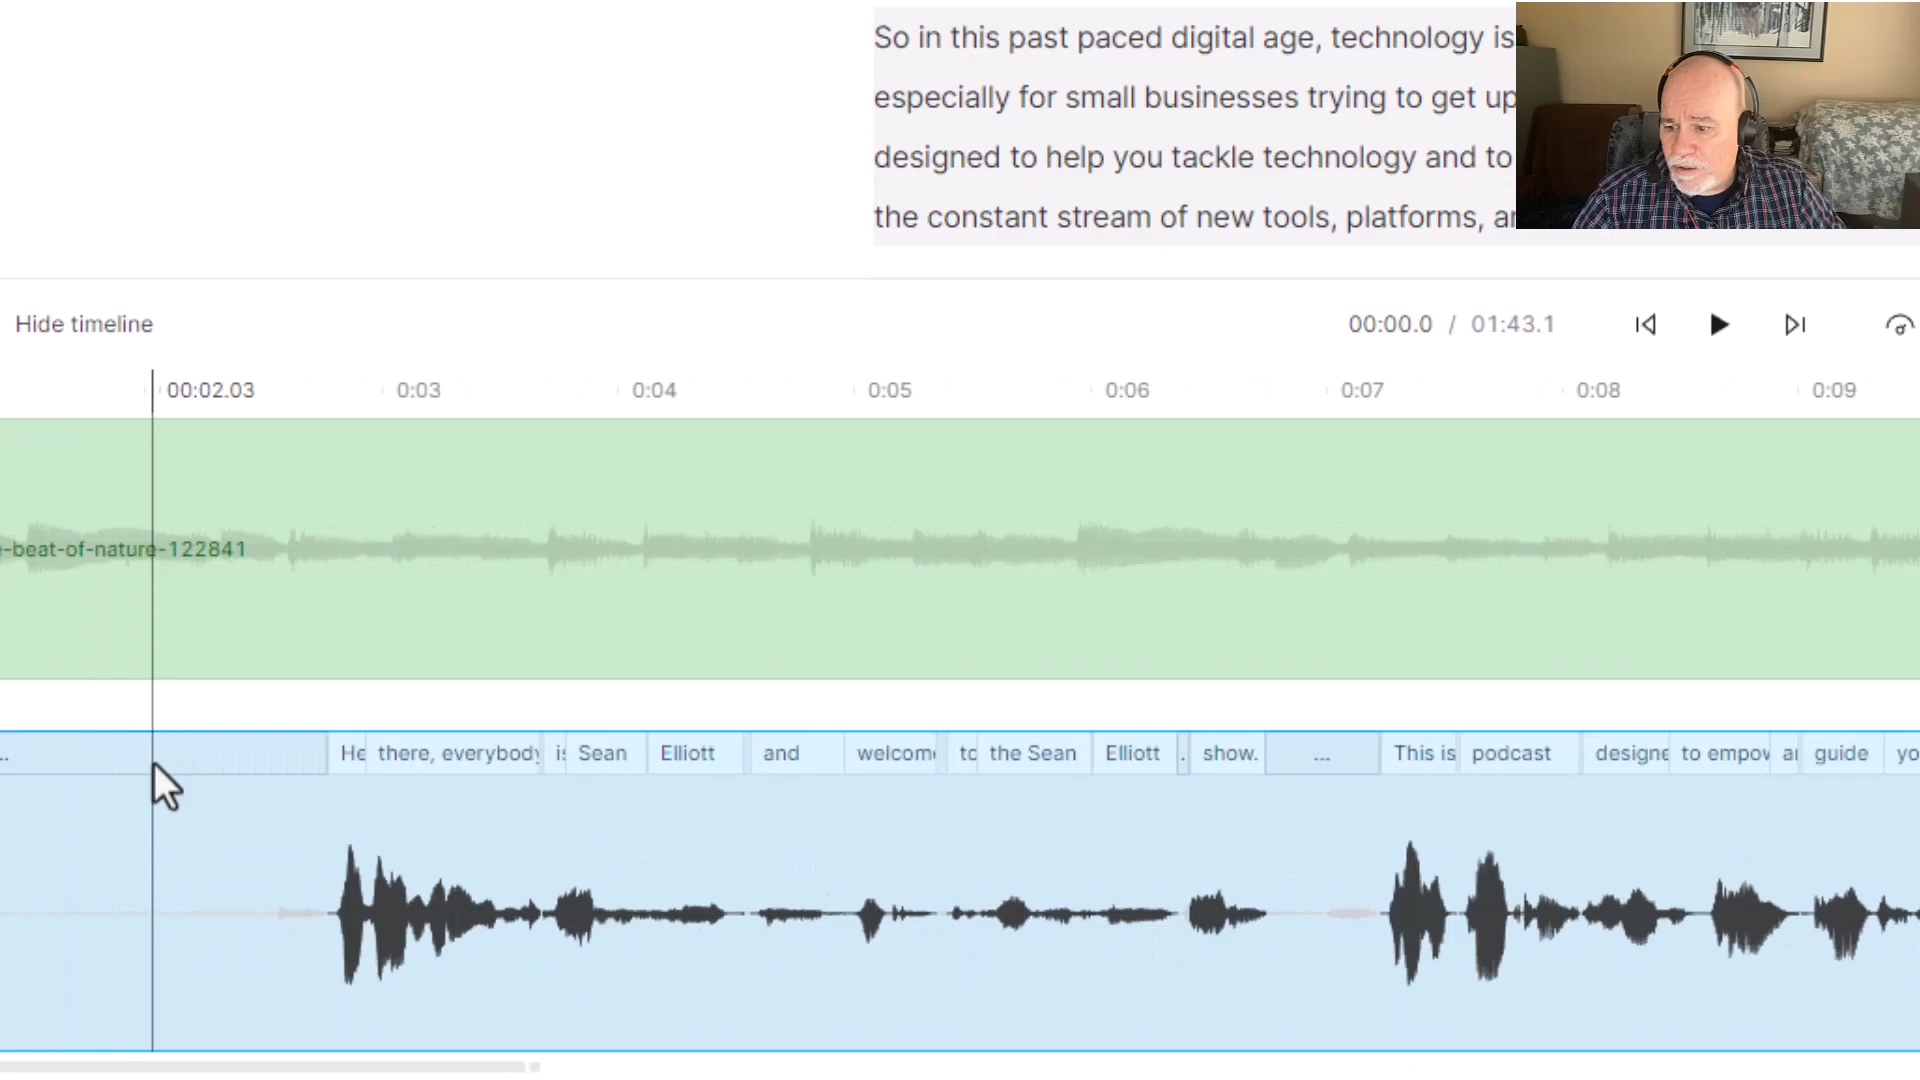 So in this past paced digital age, technology is
especially for small businesses trying to get up
designed to help you tackle technology and to
the constant stream of new tools, platforms,
Hide timeline
00:00.0 / 01:43.1
00:02.03 0:03 0:04 0:05 0:06 0:07 0:08 0:09
-beat-of-nature-122841
... He there, everybody is Sean Elliott and welcom to the Sean Elliott . show. ... This is podcast designe to empow guide yo